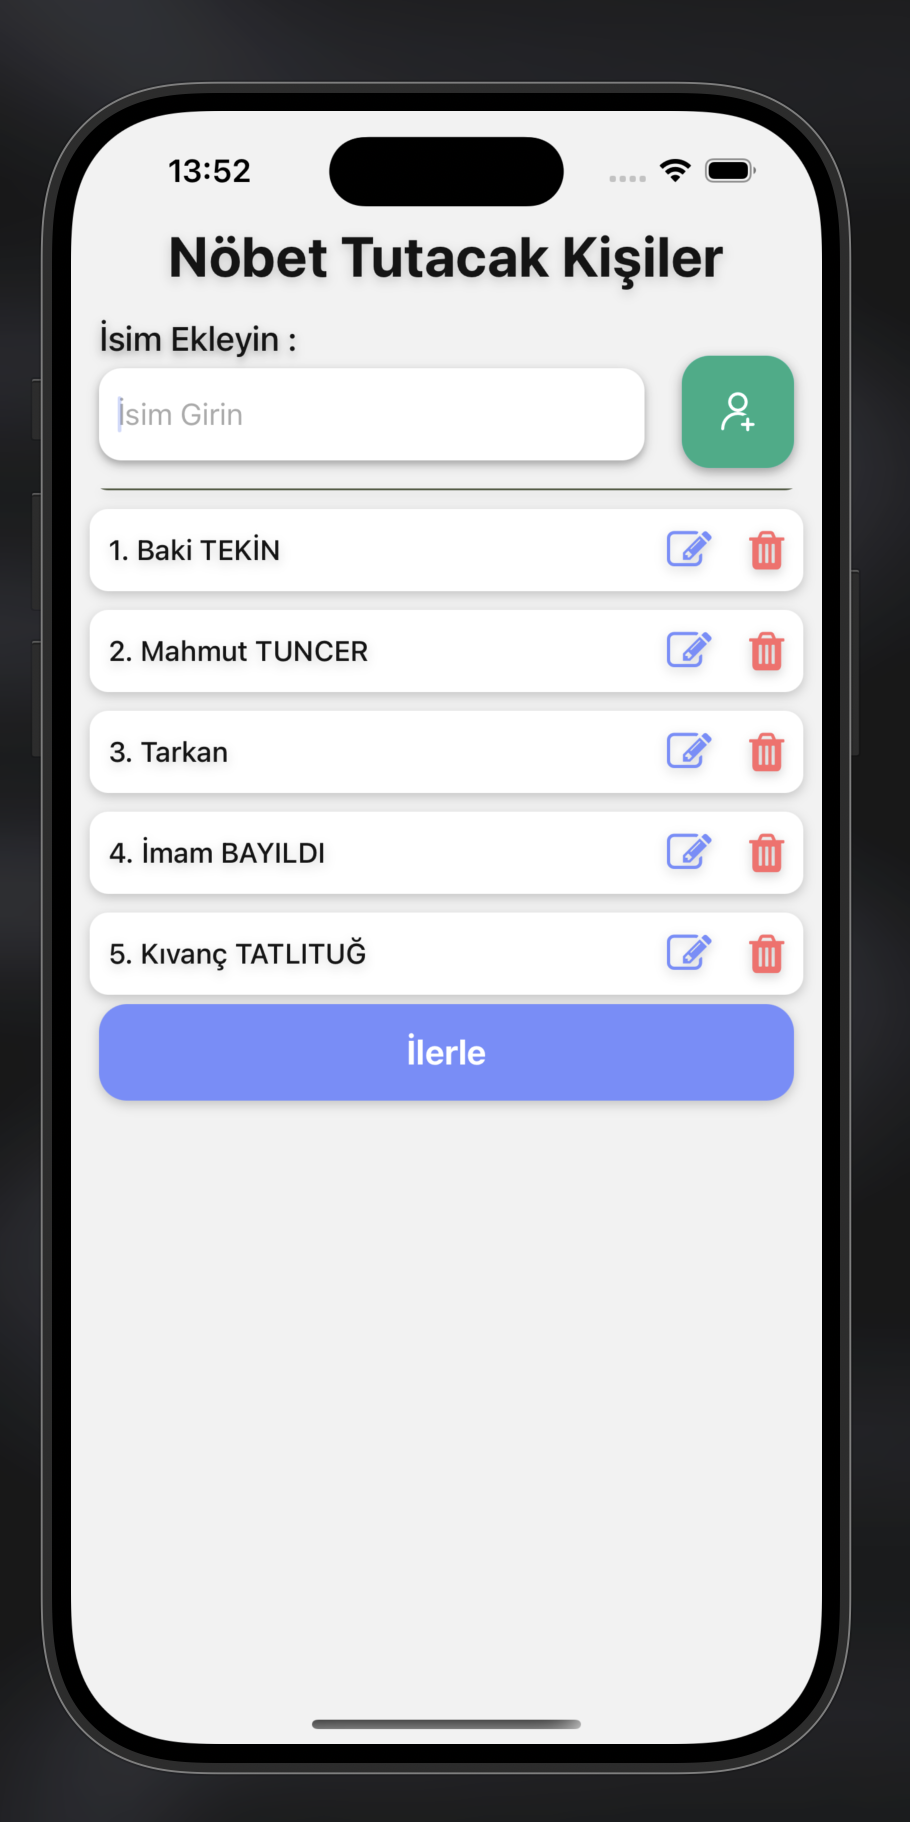 13:52
Nöbet Tutacak Kişiler
İsim Ekleyin :
İsim Girin
1. Baki TEKİN
2. Mahmut TUNCER
3. Tarkan
4. İmam BAYILDI
5. Kıvanç TATLITUĞ
İlerle